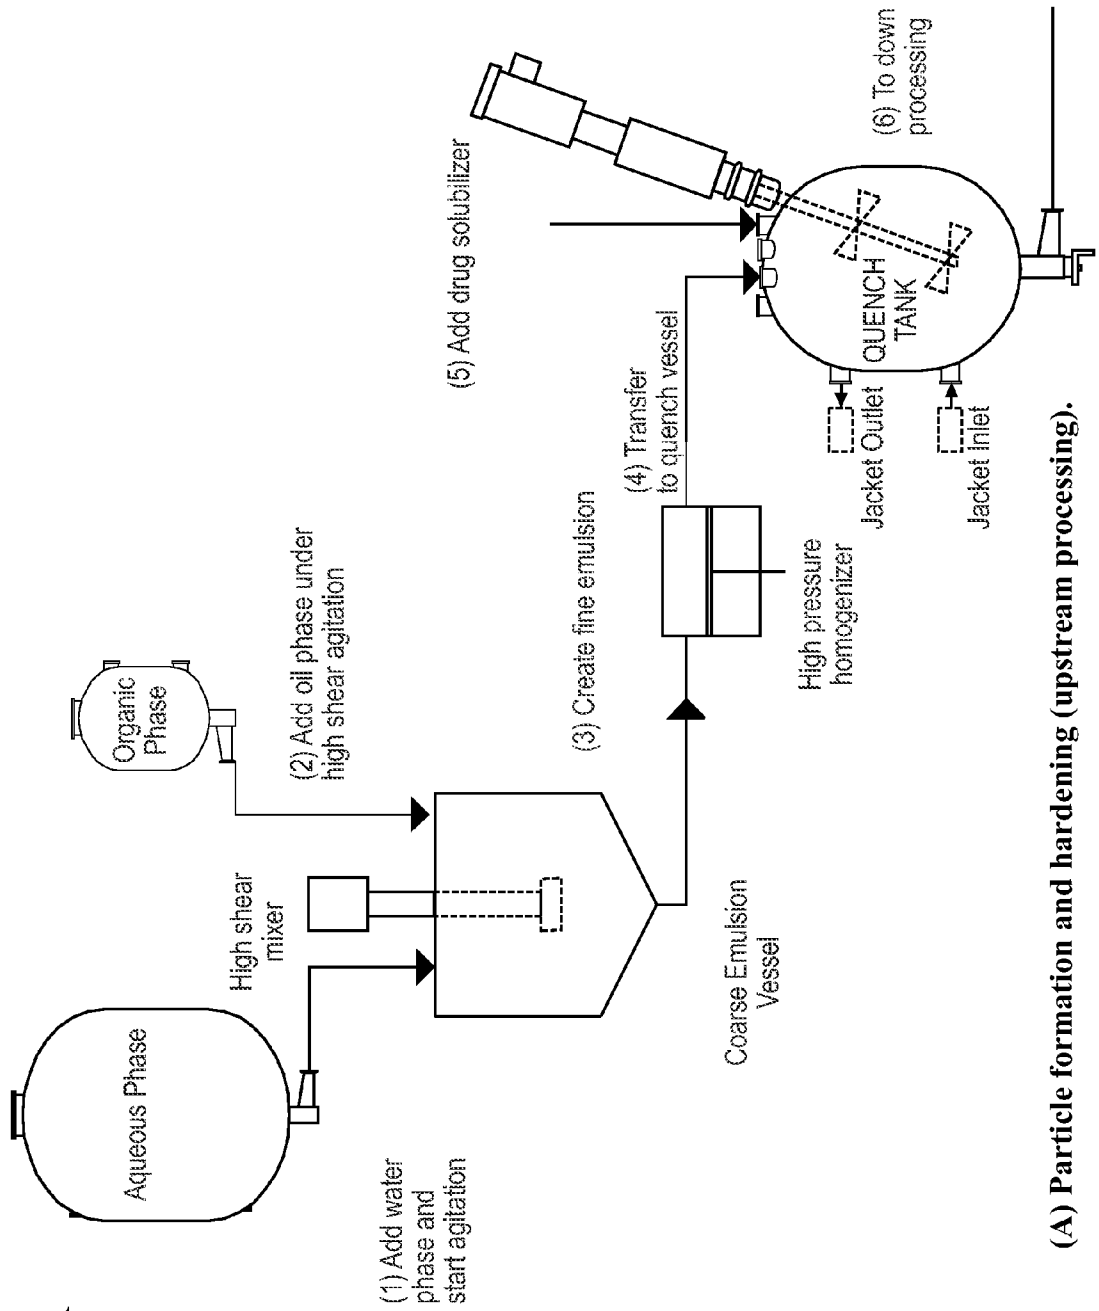 Aqueous Phase
(1) Add water
phase and
start agitation
High shear
mixer
Organic
Phase
(2) Add oil phase under
high shear agitation
Coarse Emulsion
Vessel
(3) Create fine emulsion
High pressure
homogenizer
(4) Transfer
to quench vessel
(5) Add drug solubilizer
QUENCH
TANK
Jacket Outlet
Jacket Inlet
(6) To down
processing
(A) Particle formation and hardening (upstream processing).